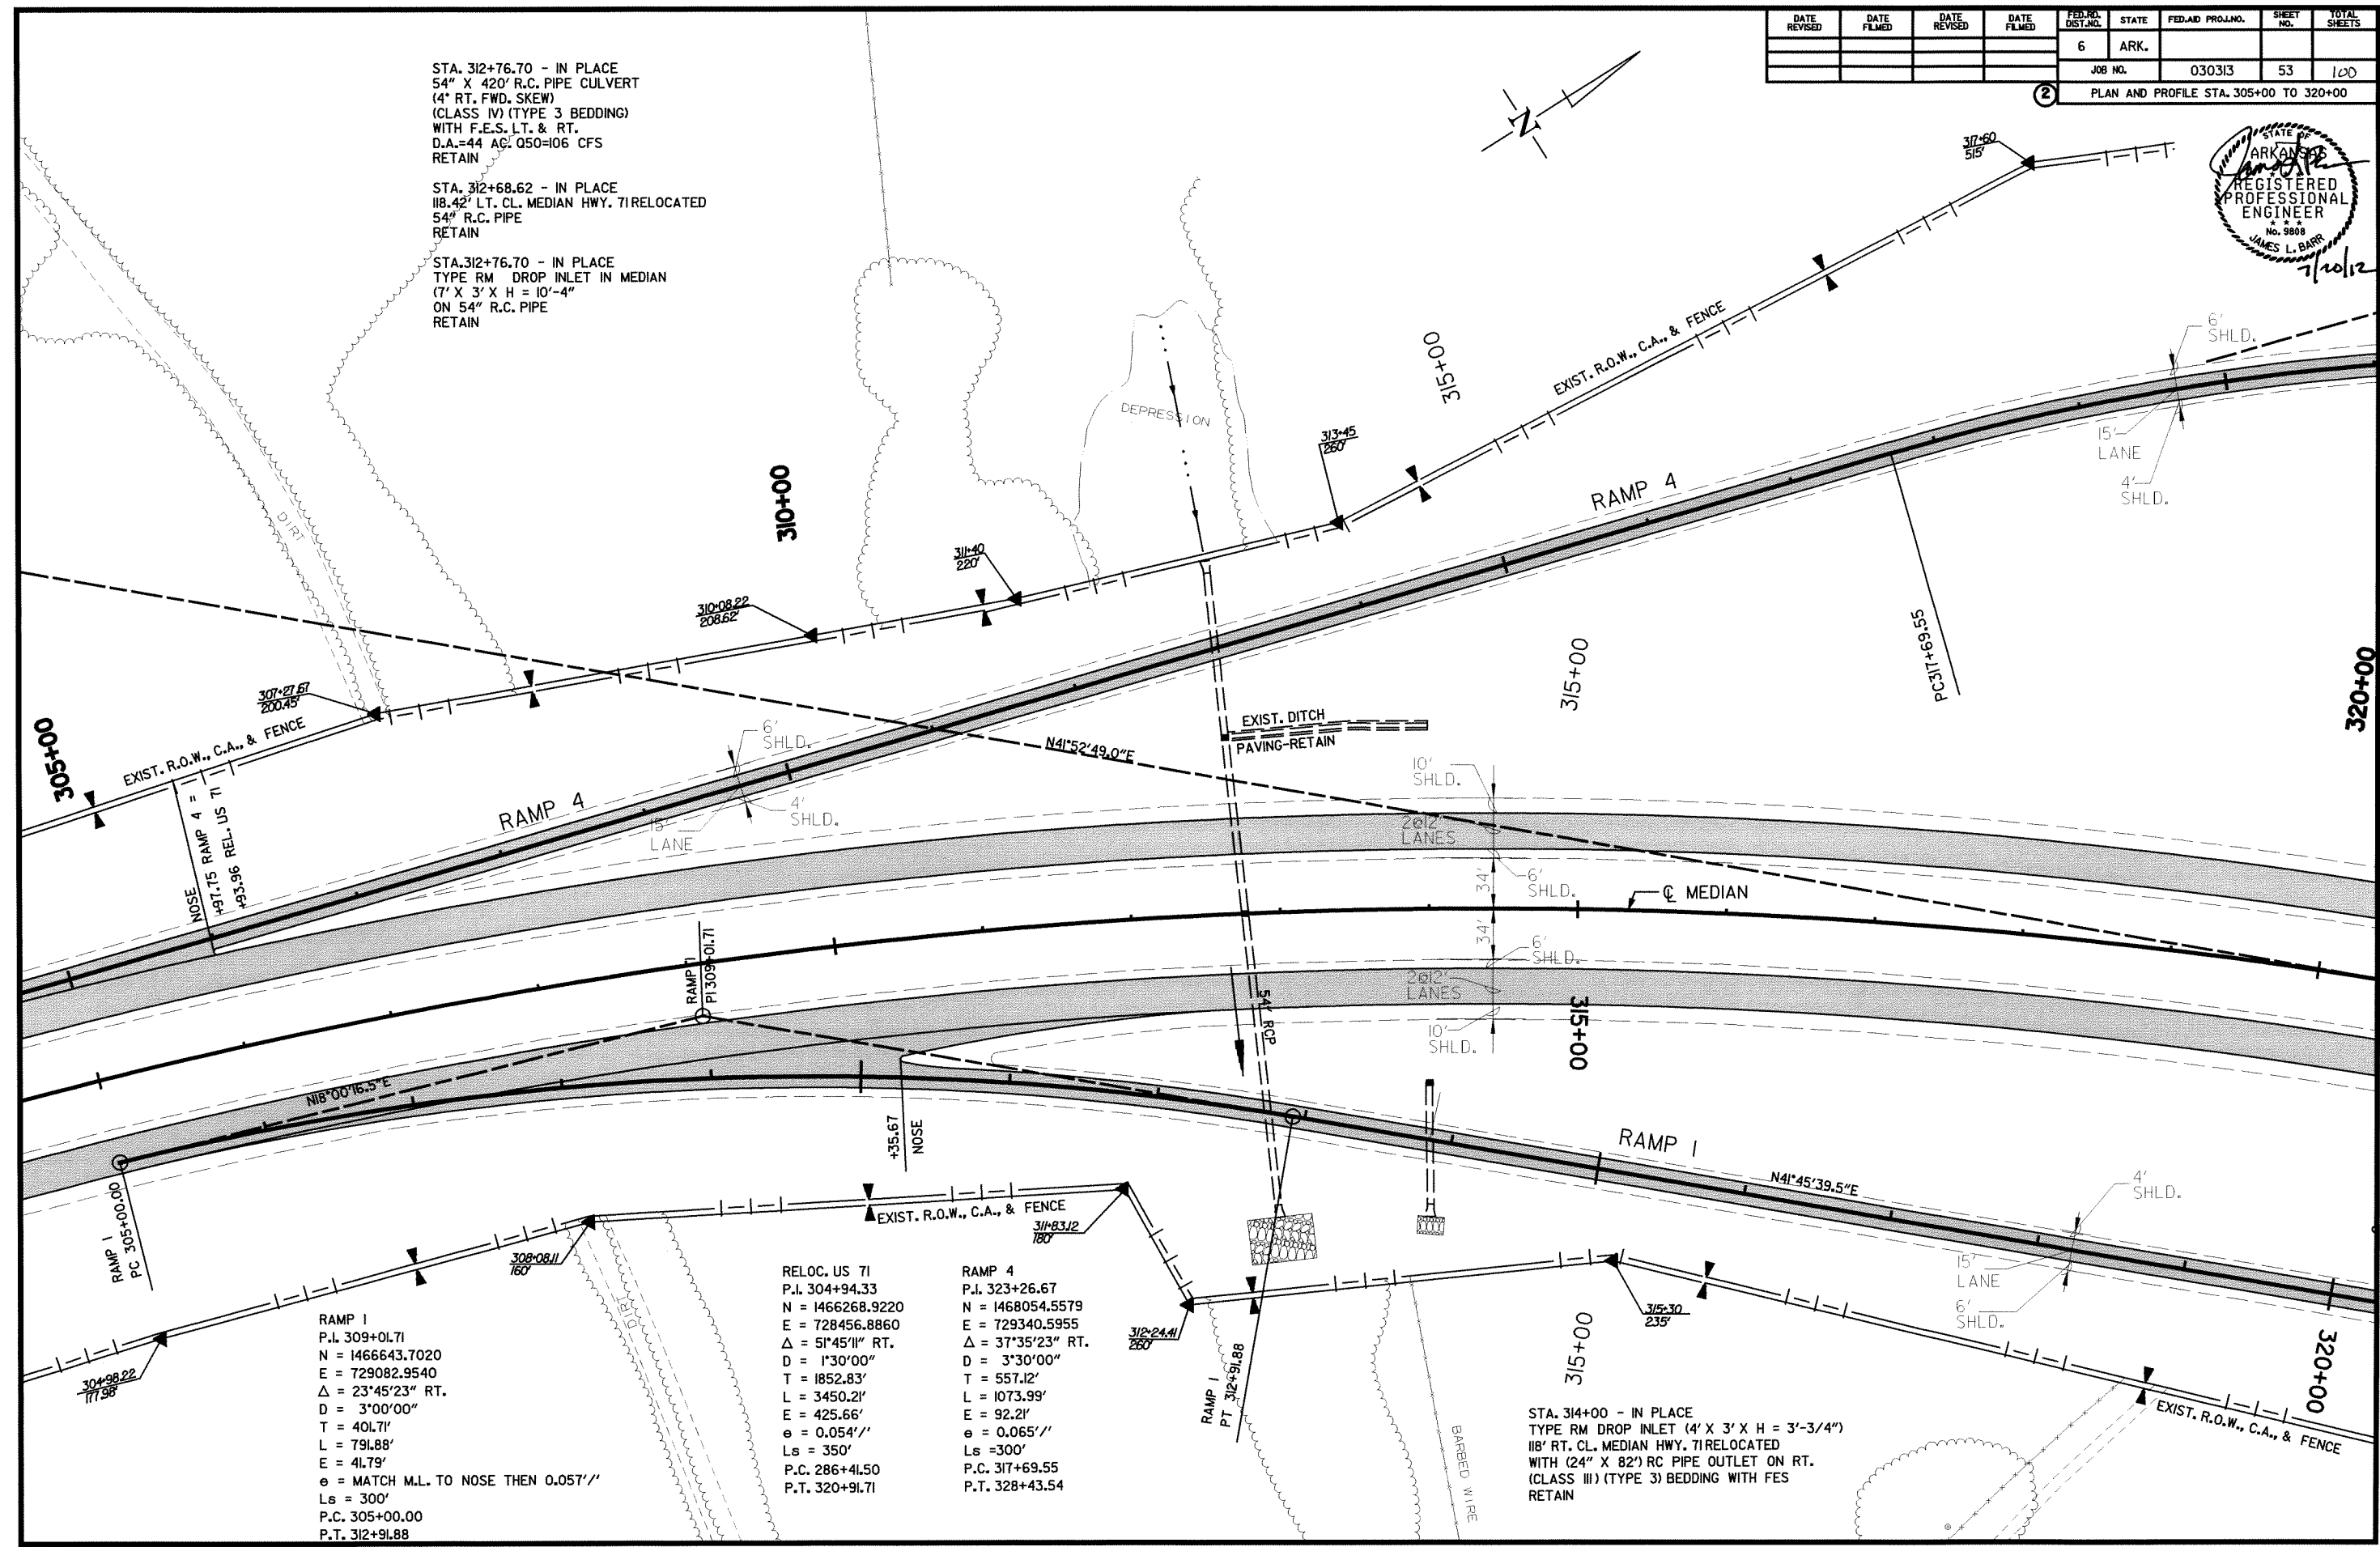 DATE REVISED
DATE FILMED
DATE REVISED
DATE FILMED
FED.RD. DIST.NO.
STATE
FED.AID PROJ.NO.
SHEET NO.
TOTAL SHEETS
6
ARK.
JOB NO.
030313
53
100
2
PLAN AND PROFILE STA. 305+00 TO 320+00
STATE OF
ARKANSAS
REGISTERED
PROFESSIONAL
ENGINEER
No. 9808
JAMES L. BARR
7/20/12
STA. 312+76.70 - IN PLACE
54" X 420' R.C. PIPE CULVERT
(4° RT. FWD. SKEW)
(CLASS IV) (TYPE 3 BEDDING)
WITH F.E.S. LT. & RT.
D.A.=44 AC. Q50=106 CFS
RETAIN
STA. 312+68.62 - IN PLACE
118.42' LT. CL. MEDIAN HWY. 71 RELOCATED
54" R.C. PIPE
RETAIN
STA.312+76.70 - IN PLACE
TYPE RM DROP INLET IN MEDIAN
(7' X 3' X H = 10'-4"
ON 54" R.C. PIPE
RETAIN
N
317+60
515'
6'
SHLD.
15'
LANE
4'
SHLD.
315+00
EXIST. R.O.W., C.A., & FENCE
DEPRESSION
313+45
260'
RAMP 4
310+00
311+40
220'
310+08.22
208.62'
DIRT
307+27.67
200.45'
305+00
EXIST. R.O.W., C.A., & FENCE
NOSE
+97.75 RAMP 4 =
+93.96 REL. US 71
RAMP 4
6'
SHLD.
15'
LANE
4'
SHLD.
EXIST. DITCH
PAVING-RETAIN
N41°52'49.0"E
315+00
PC317+69.55
320+00
10'
SHLD.
2@12'
LANES
34'
6'
SHLD.
℄ MEDIAN
34'
6'
SHLD.
2@12'
LANES
10'
SHLD.
315+00
RAMP 1
PI 309+01.71
54" RCP
N18°00'16.5"E
+35.67
NOSE
RAMP 1
PC 305+00.00
RAMP 1
N41°45'39.5"E
4'
SHLD.
15'
LANE
6'
SHLD.
EXIST. R.O.W., C.A., & FENCE
311+83.12
180'
308+08.11
160'
304+98.22
177.98'
DIRT
312+24.41
260'
RAMP 1
PT 312+91.88
315+30
235'
315+00
320+00
EXIST. R.O.W., C.A., & FENCE
BARBED WIRE
RAMP 1
P.I. 309+01.71
N = 1466643.7020
E = 729082.9540
Δ = 23°45'23" RT.
D = 3°00'00"
T = 401.71'
L = 791.88'
E = 41.79'
e = MATCH M.L. TO NOSE THEN 0.057'/'
Ls = 300'
P.C. 305+00.00
P.T. 312+91.88
RELOC. US 71
P.I. 304+94.33
N = 1466268.9220
E = 728456.8860
Δ = 51°45'11" RT.
D = 1°30'00"
T = 1852.83'
L = 3450.21'
E = 425.66'
e = 0.054'/'
Ls = 350'
P.C. 286+41.50
P.T. 320+91.71
RAMP 4
P.I. 323+26.67
N = 1468054.5579
E = 729340.5955
Δ = 37°35'23" RT.
D = 3°30'00"
T = 557.12'
L = 1073.99'
E = 92.21'
e = 0.065'/'
Ls =300'
P.C. 317+69.55
P.T. 328+43.54
STA. 314+00 - IN PLACE
TYPE RM DROP INLET (4' X 3' X H = 3'-3/4")
118' RT. CL. MEDIAN HWY. 71 RELOCATED
WITH (24" X 82') RC PIPE OUTLET ON RT.
(CLASS III) (TYPE 3) BEDDING WITH FES
RETAIN